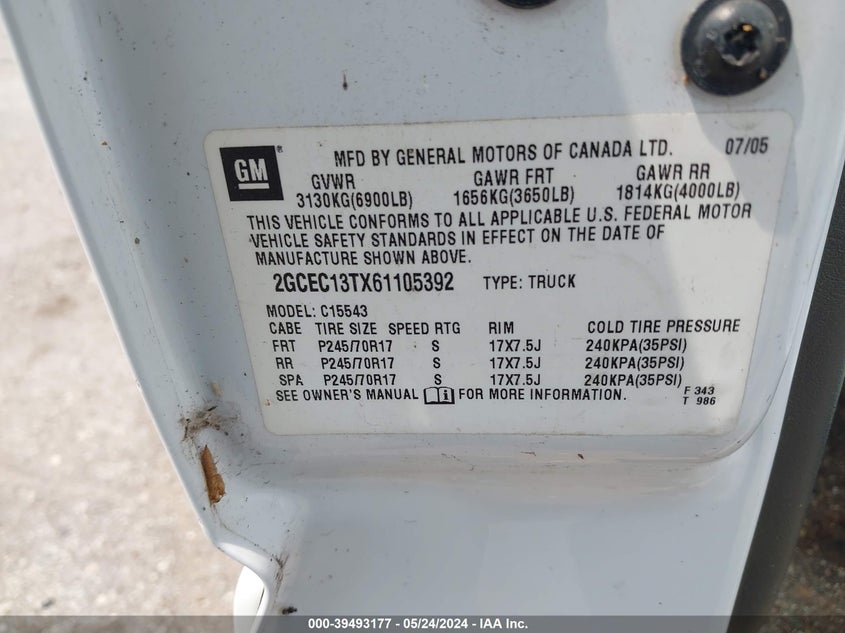 GM
MFD BY GENERAL MOTORS OF CANADA LTD. 07/05
GVWR GAWR FRT GAWR RR
3130KG(6900LB) 1656KG(3650LB) 1814KG(4000LB)
THIS VEHICLE CONFORMS TO ALL APPLICABLE U.S. FEDERAL MOTOR
VEHICLE SAFETY STANDARDS IN EFFECT ON THE DATE OF
MANUFACTURE SHOWN ABOVE.
2GCEC13TX61105392 TYPE: TRUCK
MODEL: C15543
CABE TIRE SIZE SPEED RTG RIM COLD TIRE PRESSURE
FRT P245/70R17 S 17X7.5J 240KPA(35PSI)
RR P245/70R17 S 17X7.5J 240KPA(35PSI)
SPA P245/70R17 S 17X7.5J 240KPA(35PSI)
SEE OWNER'S MANUAL FOR MORE INFORMATION. F 343
T 986
000-39493177 - 05/24/2024 - IAA Inc.